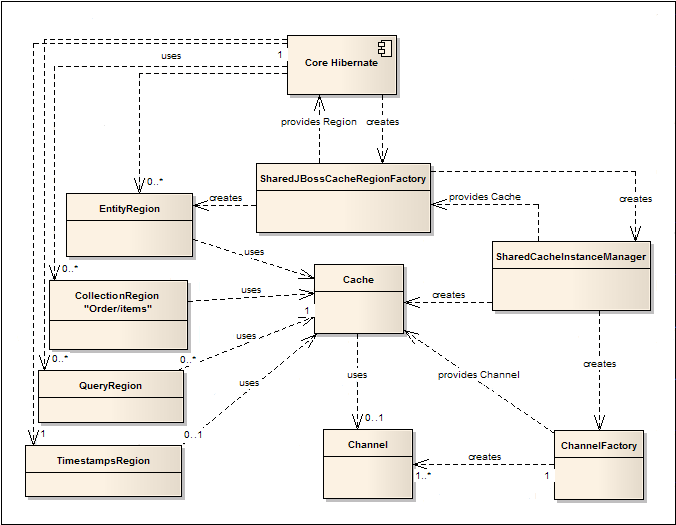 uses
1
Core Hibernate
provides Region
creates
SharedJBossCacheRegionFactory
provides Cache
creates
creates
0..*
EntityRegion
uses
SharedCacheInstanceManager
0..*
Cache
CollectionRegion
"Order/items"
uses
creates
1
uses
0..*
0..*
QueryRegion
uses
uses
provides Channel
creates
0..1
1
0..1
TimestampsRegion
Channel
ChannelFactory
creates
1..*
1